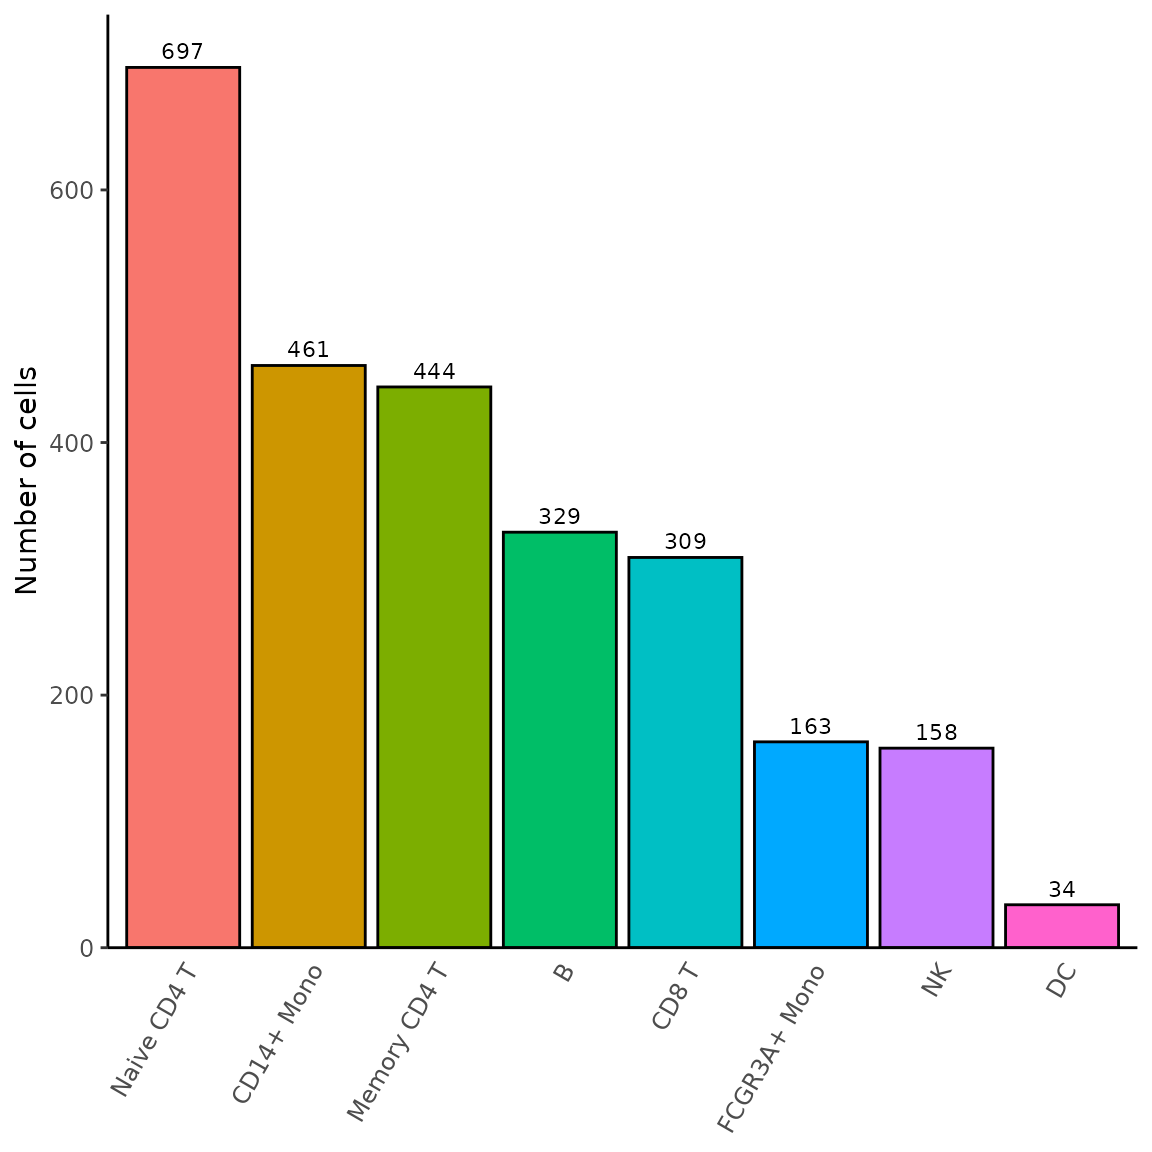 697
461
444
329
309
163
158
34
Number of cells
600
400
200
0
Naive CD4 T
CD14+ Mono
Memory CD4 T
B
CD8 T
FCGR3A+ Mono
NK
DC